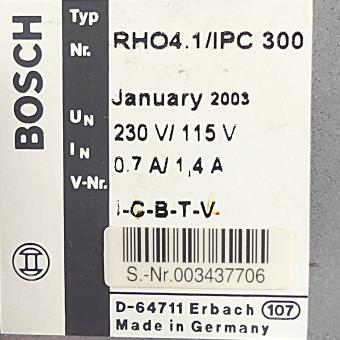 BOSCH
Typ RHO4.1/IPC 300
Nr.
January 2003
UN 230 V/ 115 V
IN 0.7 A/ 1,4 A
V-Nr.
I-C-B-T-V
S.-Nr.003437706
D-64711 Erbach 107
Made in Germany